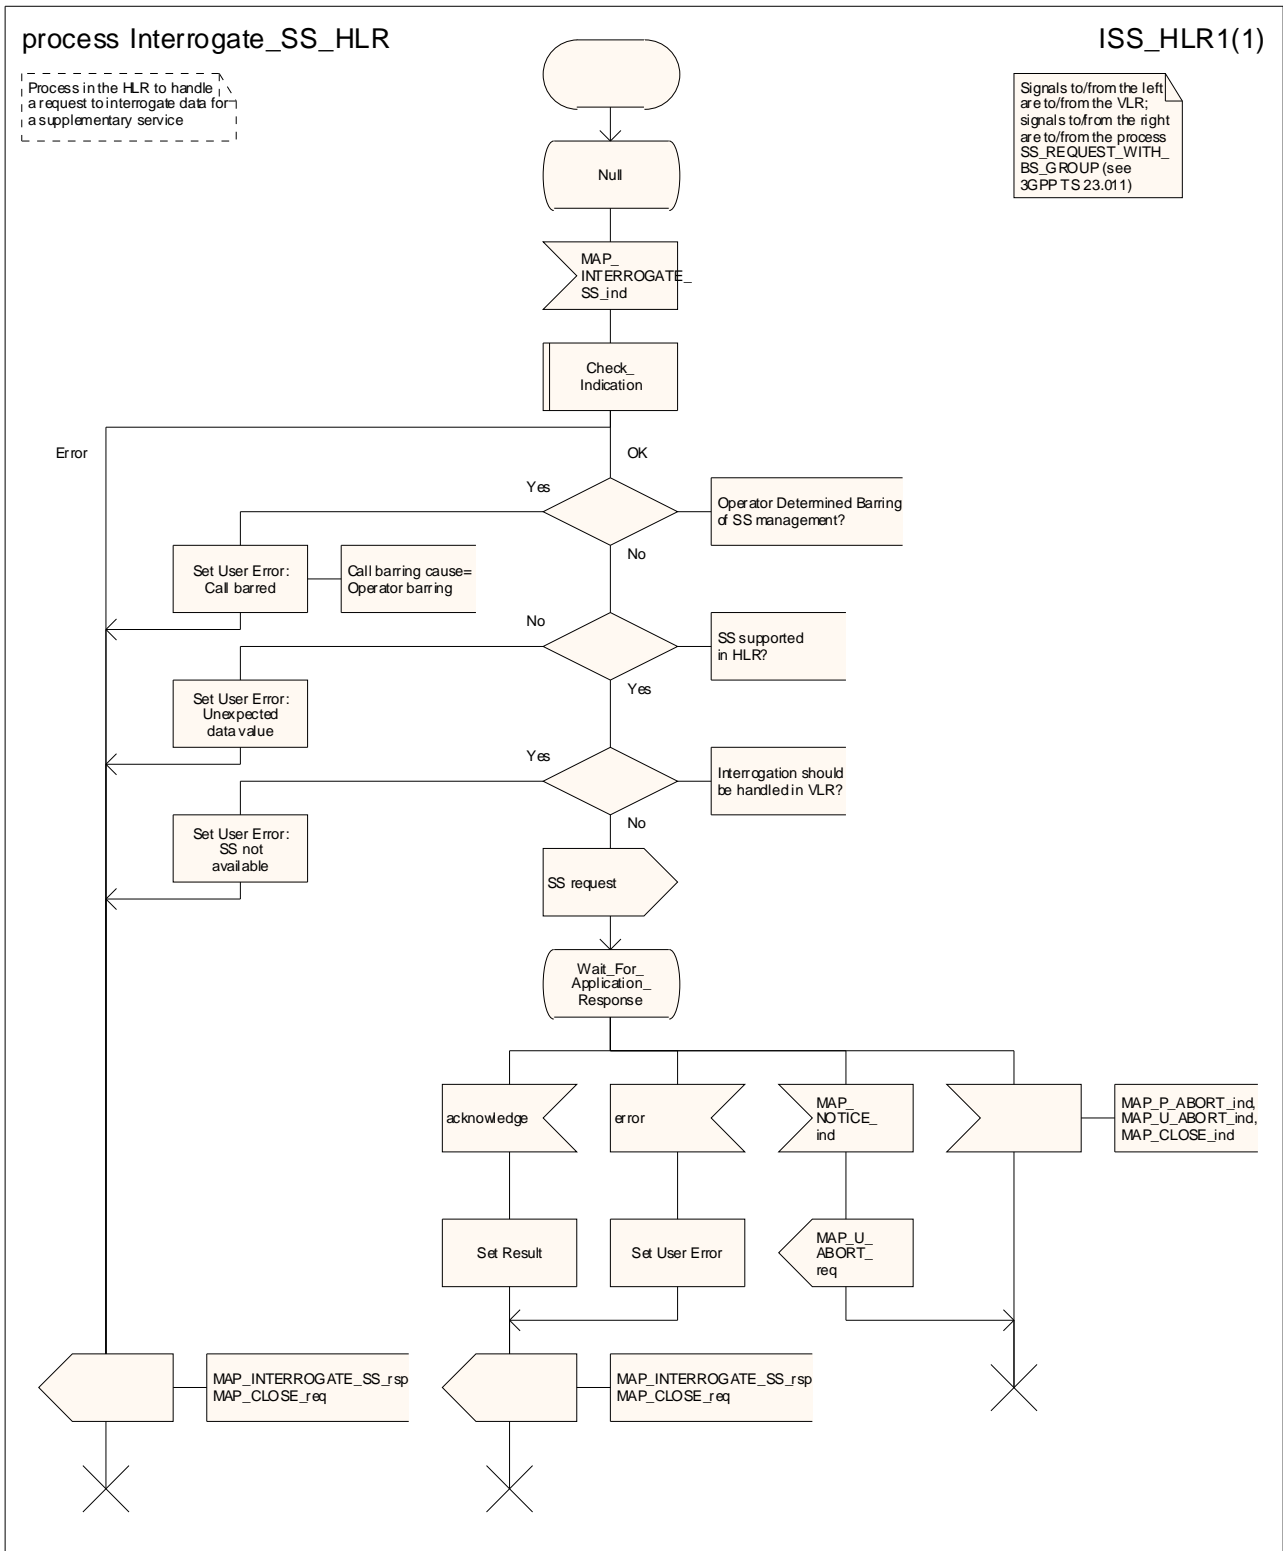 process Interrogate_SS_HLR
ISS_HLR1(1)
Process in the HLR to handle
a request to interrogate data for
a supplementary service
Signals to/from the left
are to/from the VLR;
signals to/from the right
are to/from the process
SS_REQUEST_WITH_
BS_GROUP (see
3GPP TS 23.011)
Null
MAP_
INTERROGATE_
SS_ind
Check_
Indication
Error
OK
Yes
Operator Determined Barring
of SS management?
No
Set User Error:
Call barred
Call barring cause=
Operator barring
No
SS supported
in HLR?
Yes
Set User Error:
Unexpected
data value
Yes
Interrogation should
be handled in VLR?
No
Set User Error:
SS not
available
SS request
Wait_For_
Application_
Response
acknowledge
error
MAP_
NOTICE_
ind
MAP_P_ABORT_ind,
MAP_U_ABORT_ind,
MAP_CLOSE_ind
Set Result
Set User Error
MAP_U_
ABORT_
req
MAP_INTERROGATE_SS_rsp
MAP_CLOSE_req
MAP_INTERROGATE_SS_rsp
MAP_CLOSE_req